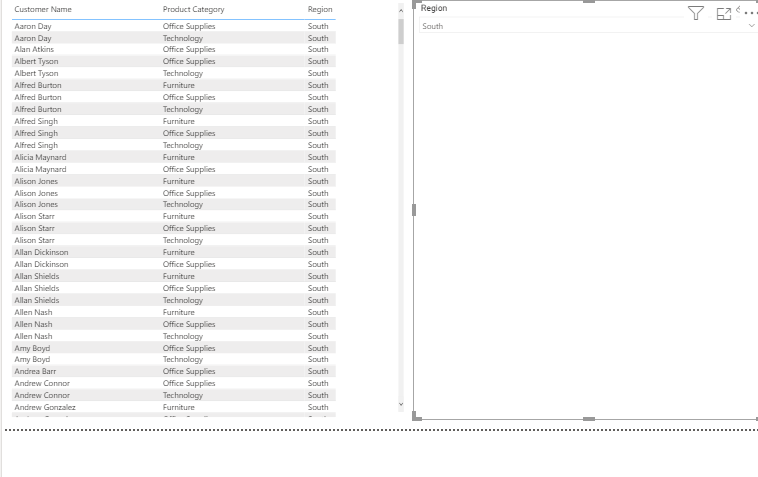 Customer Name Product Category Region
Aaron Day Office Supplies South
Aaron Day Technology South
Alan Atkins Office Supplies South
Albert Tyson Office Supplies South
Albert Tyson Technology South
Alfred Burton Furniture South
Alfred Burton Office Supplies South
Alfred Burton Technology South
Alfred Singh Furniture South
Alfred Singh Office Supplies South
Alfred Singh Technology South
Alicia Maynard Furniture South
Alicia Maynard Office Supplies South
Alison Jones Furniture South
Alison Jones Office Supplies South
Alison Jones Technology South
Alison Starr Furniture South
Alison Starr Office Supplies South
Alison Starr Technology South
Allan Dickinson Furniture South
Allan Dickinson Office Supplies South
Allan Shields Furniture South
Allan Shields Office Supplies South
Allan Shields Technology South
Allen Nash Furniture South
Allen Nash Office Supplies South
Allen Nash Technology South
Amy Boyd Office Supplies South
Amy Boyd Technology South
Andrea Barr Office Supplies South
Andrew Connor Office Supplies South
Andrew Connor Technology South
Andrew Gonzalez Furniture South
Region
South